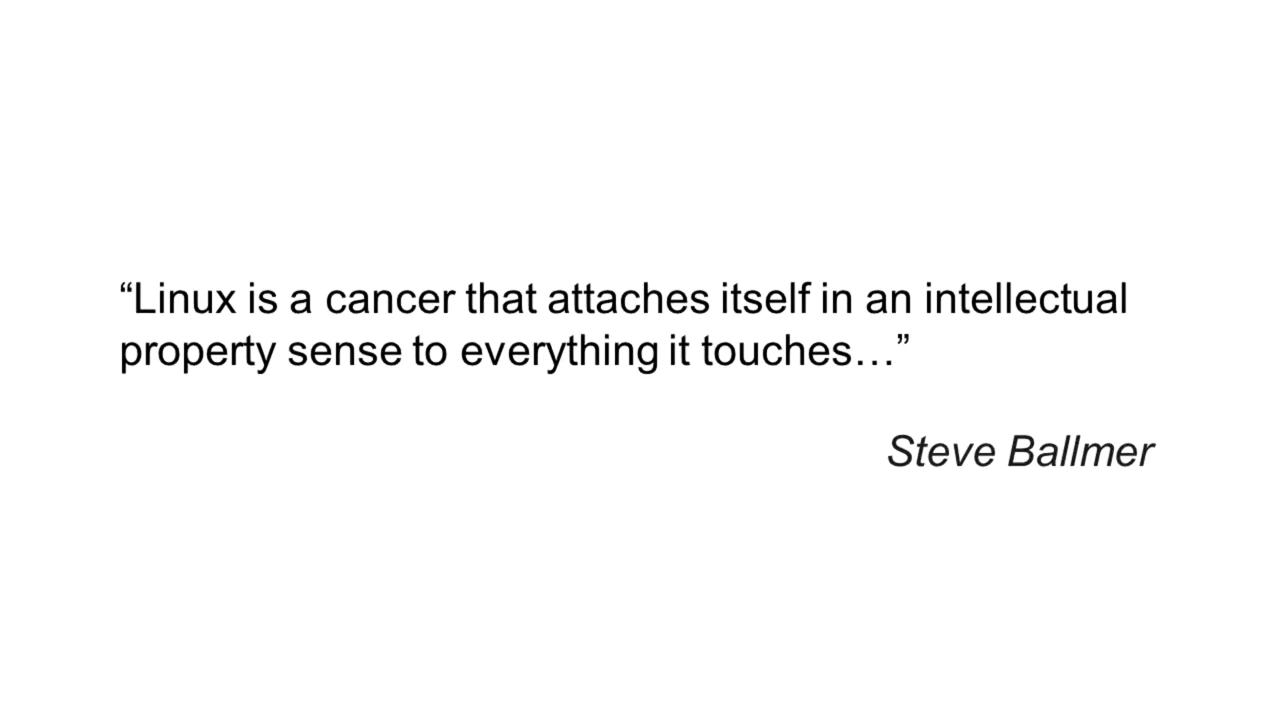 “Linux is a cancer that attaches itself in an intellectual
property sense to everything it touches…”
Steve Ballmer